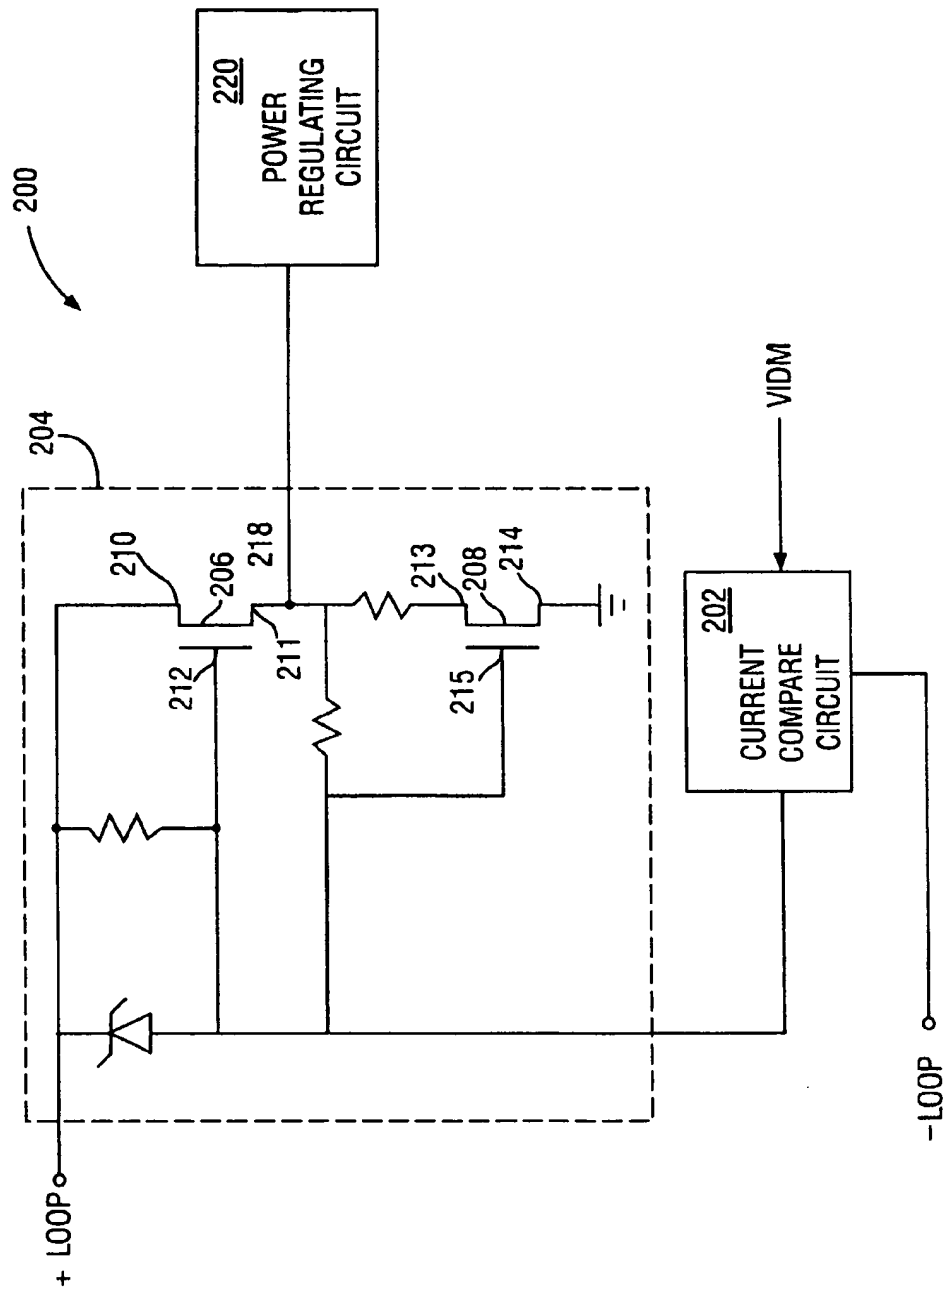 200
204
220
POWER
REGULATING
CIRCUIT
210
206
212
211
218
213
208
214
215
VIDM
202
CURRENT
COMPARE
CIRCUIT
+ LOOP
-LOOP